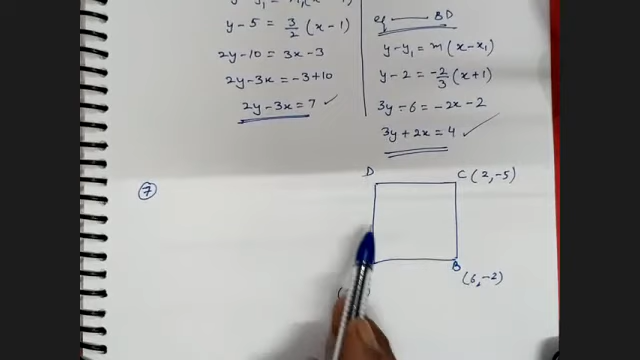 y-5 = 3/2 (x-1)
2y-10 = 3x-3
2y-3x = -3+10
2y-3x = 7 ✓
eq —— BD
y-y₁ = m(x-x₁)
y-2 = -2/3 (x+1)
3y-6 = -2x-2
3y+2x = 4 ✓
⑦
D
C(2,-5)
B
(6,-2)